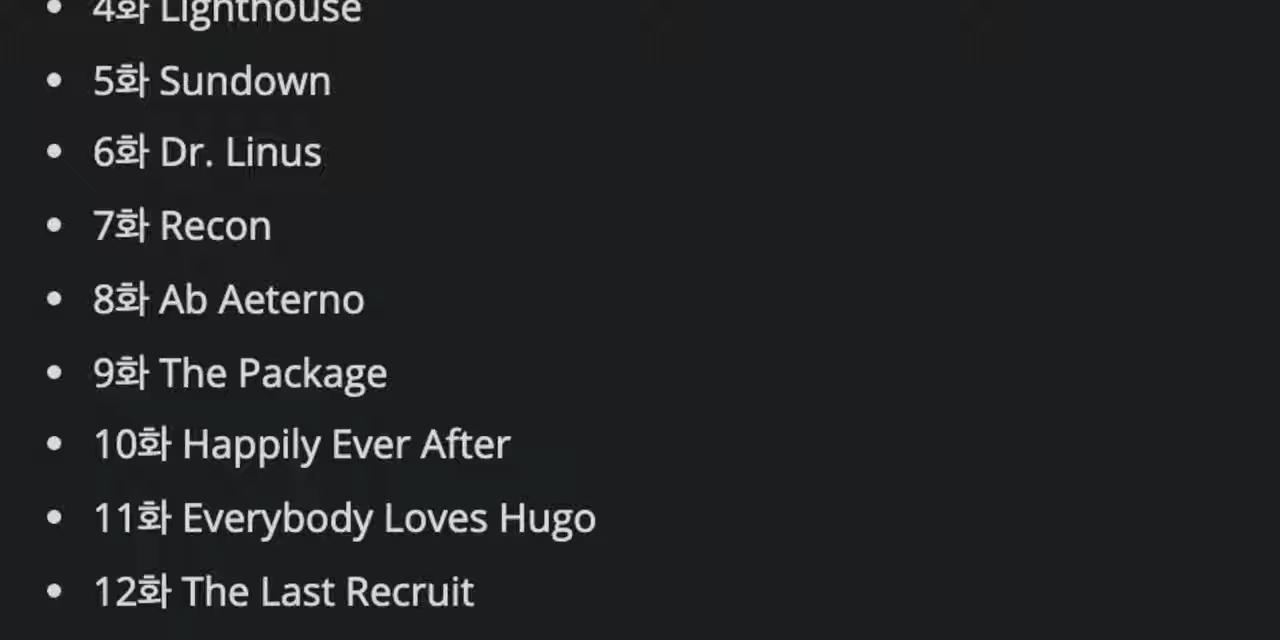 4화 Lighthouse
5화 Sundown
6화 Dr. Linus
7화 Recon
8화 Ab Aeterno
9화 The Package
10화 Happily Ever After
11화 Everybody Loves Hugo
12화 The Last Recruit